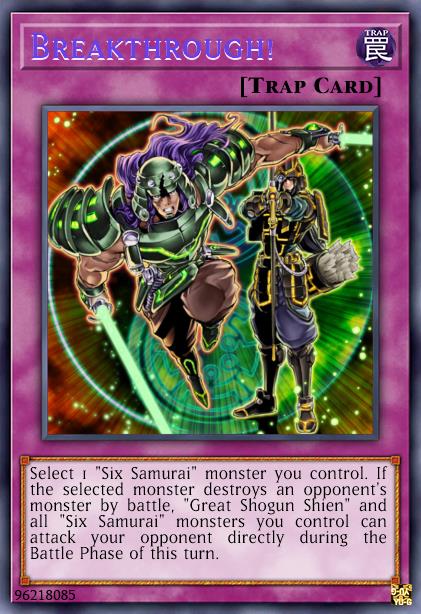 Breakthrough!
TRAP
罠
[Trap Card]
Select 1 "Six Samurai" monster you control. If
the selected monster destroys an opponent's
monster by battle, "Great Shogun Shien" and
all "Six Samurai" monsters you control can
attack your opponent directly during the
Battle Phase of this turn.
96218085